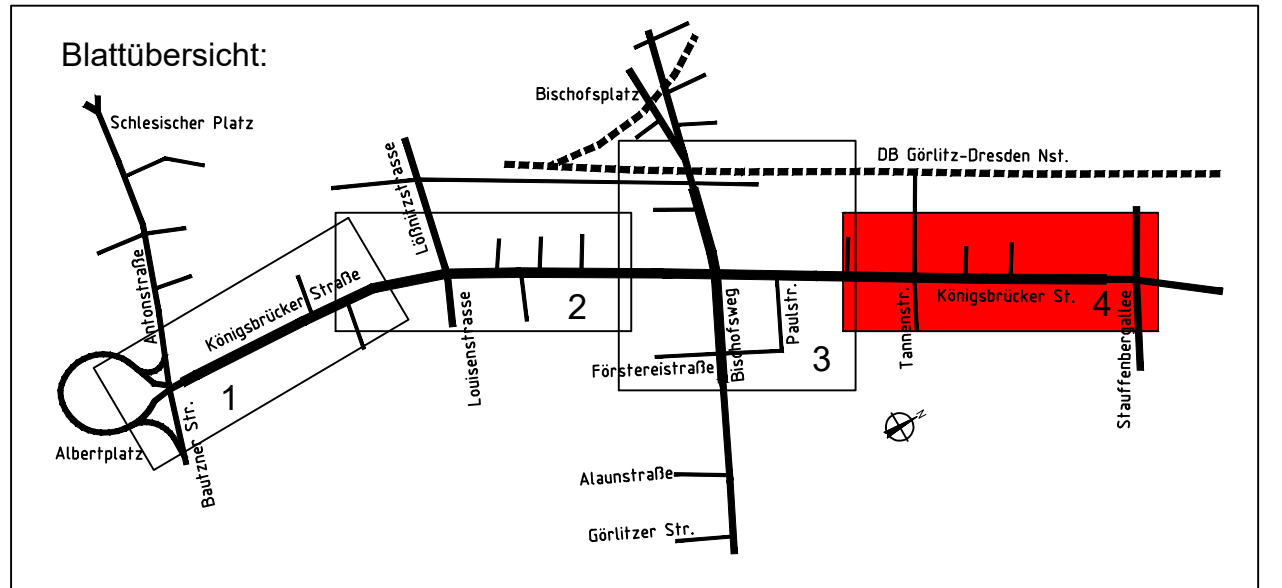 Blattübersicht:
Schlesischer Platz
Bischofsplatz
DB Görlitz-Dresden Nst.
Lößnitzstrasse
Antonstraße
Königsbrücker Straße
Königsbrücker St.
1
2
3
4
Louisenstrasse
Bischofsweg
Paulstr.
Tannenstr.
Stauffenbergallee
Förstereistraße
Albertplatz
Bautzner Str.
N
Alaunstraße
Görlitzer Str.